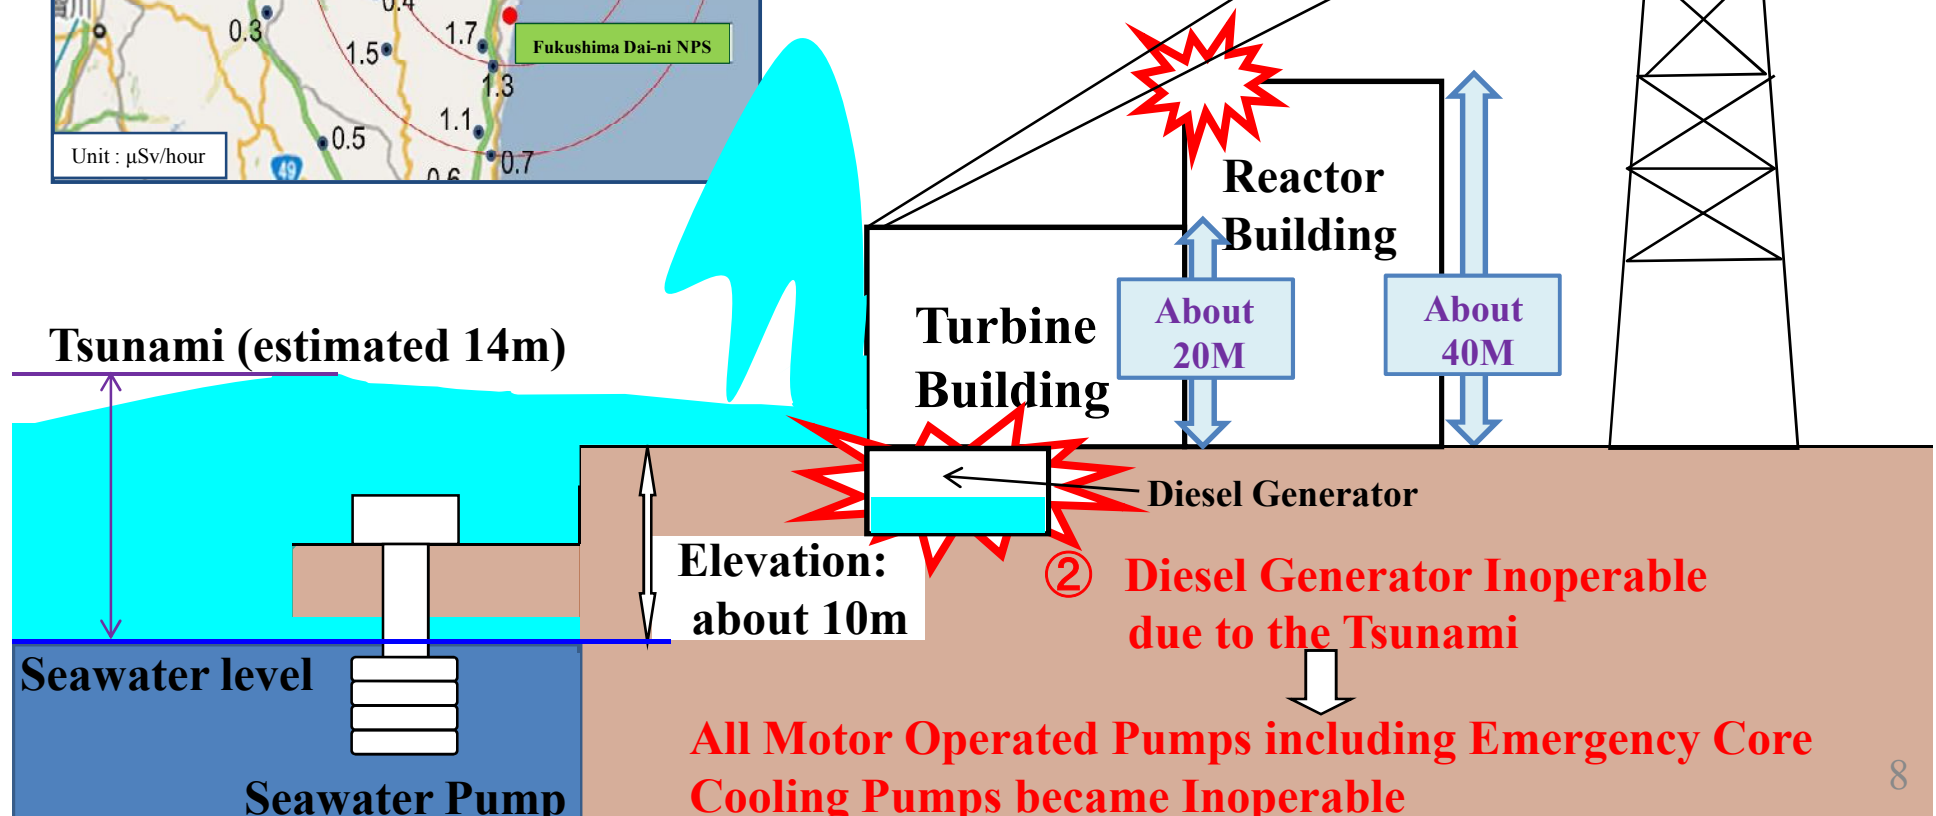 0.4
0.3
1.7
1.5
Fukushima Dai-ni NPS
1.3
1.1
0.5
Unit : μSv/hour
49
0.7
Reactor
Building
Turbine
Building
About
20M
About
40M
Tsunami (estimated 14m)
Diesel Generator
Elevation:
about 10m
② Diesel Generator Inoperable
due to the Tsunami
Seawater level
All Motor Operated Pumps including Emergency Core
Cooling Pumps became Inoperable
Seawater Pump
8